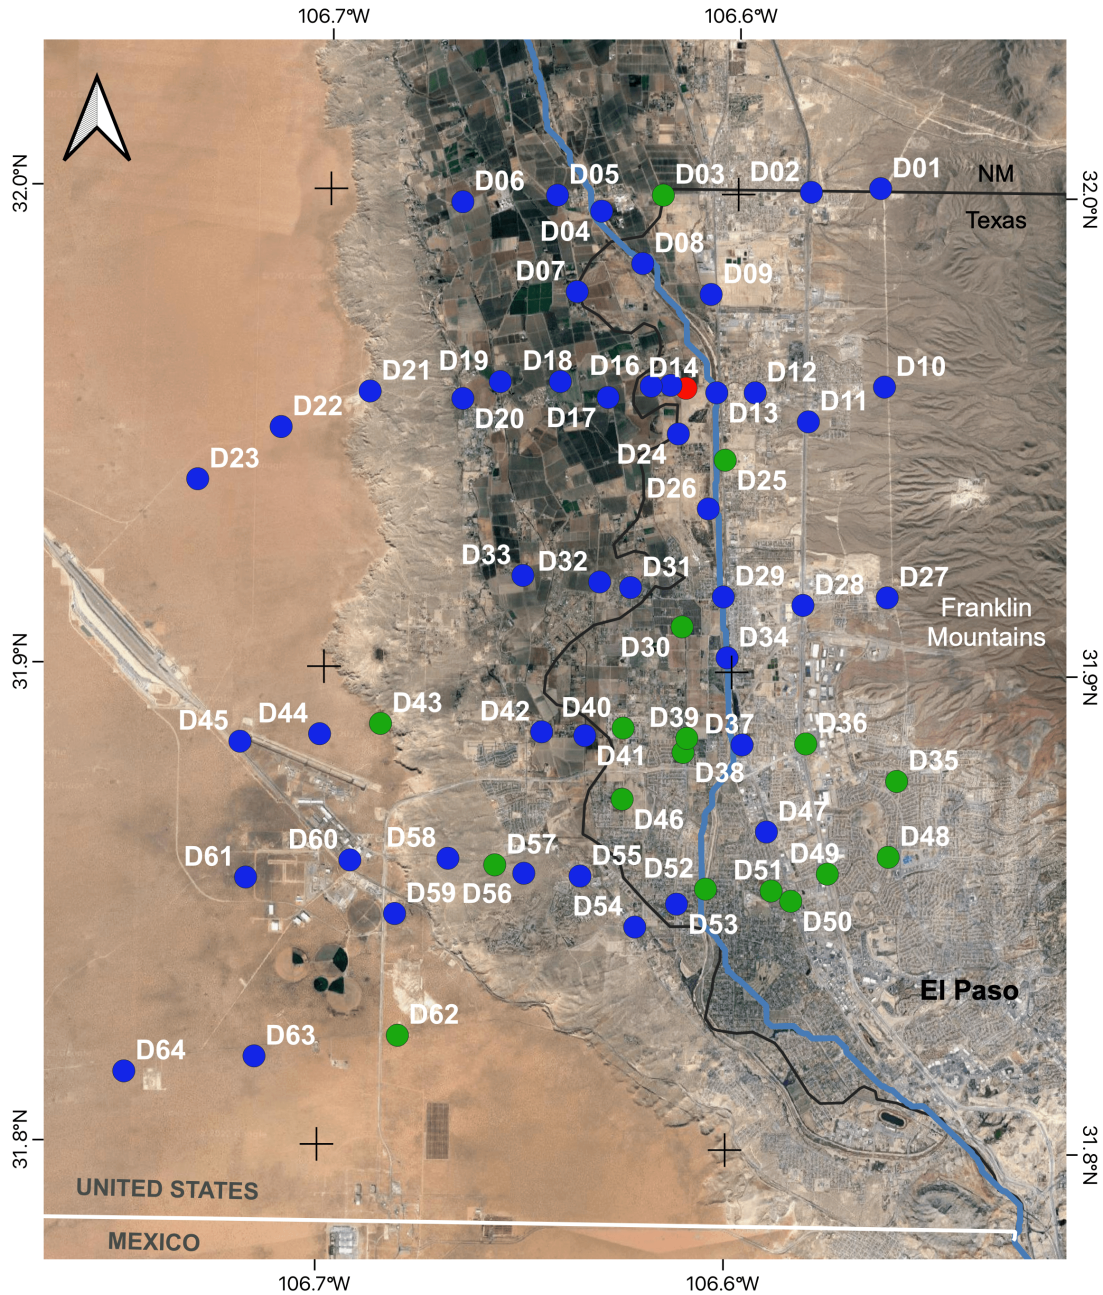 106.7°W
106.6°W
32.0°N
D06
D05
D03
D02
D01
NM
Texas
32.0°N
D04
D08
D07
D09
D21
D19
D18
D16
D14
D12
D10
D22
D20
D17
D13
D11
D23
D24
D25
D26
D33
D32
D31
D29
D28
D27
Franklin
Mountains
D30
D34
31.9°N
31.9°N
D45
D44
D43
D42
D40
D39
D37
D36
D41
D38
D35
D46
D47
D61
D60
D58
D57
D55
D52
D51
D49
D48
D59
D56
D54
D53
D50
El Paso
D62
D64
D63
31.8°N
31.8°N
UNITED STATES
MEXICO
106.7°W
106.6°W